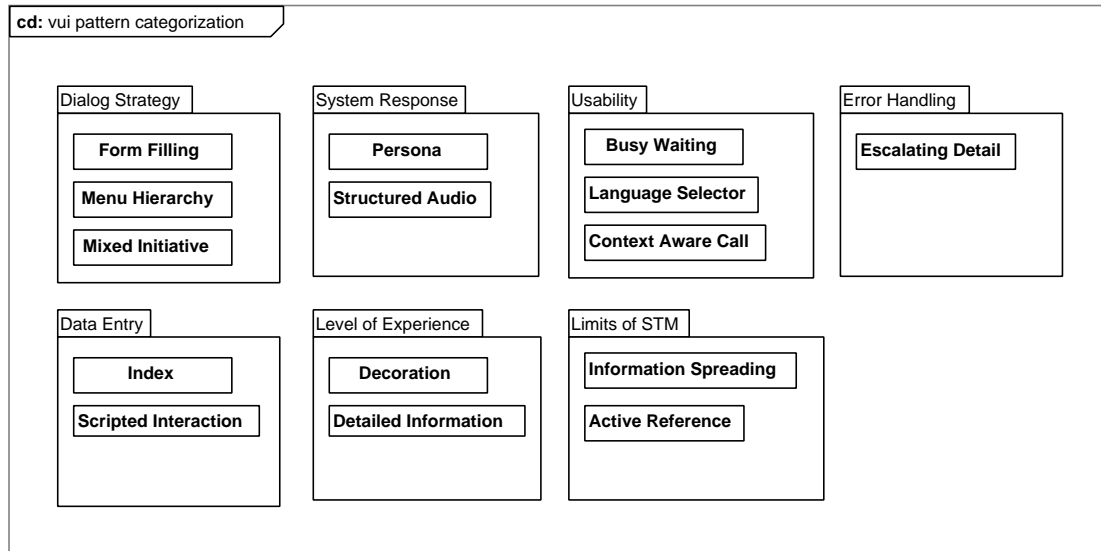 cd: vui pattern categorization
Dialog Strategy
Form Filling
Menu Hierarchy
Mixed Initiative
System Response
Persona
Structured Audio
Usability
Busy Waiting
Language Selector
Context Aware Call
Error Handling
Escalating Detail
Data Entry
Index
Scripted Interaction
Level of Experience
Decoration
Detailed Information
Limits of STM
Information Spreading
Active Reference